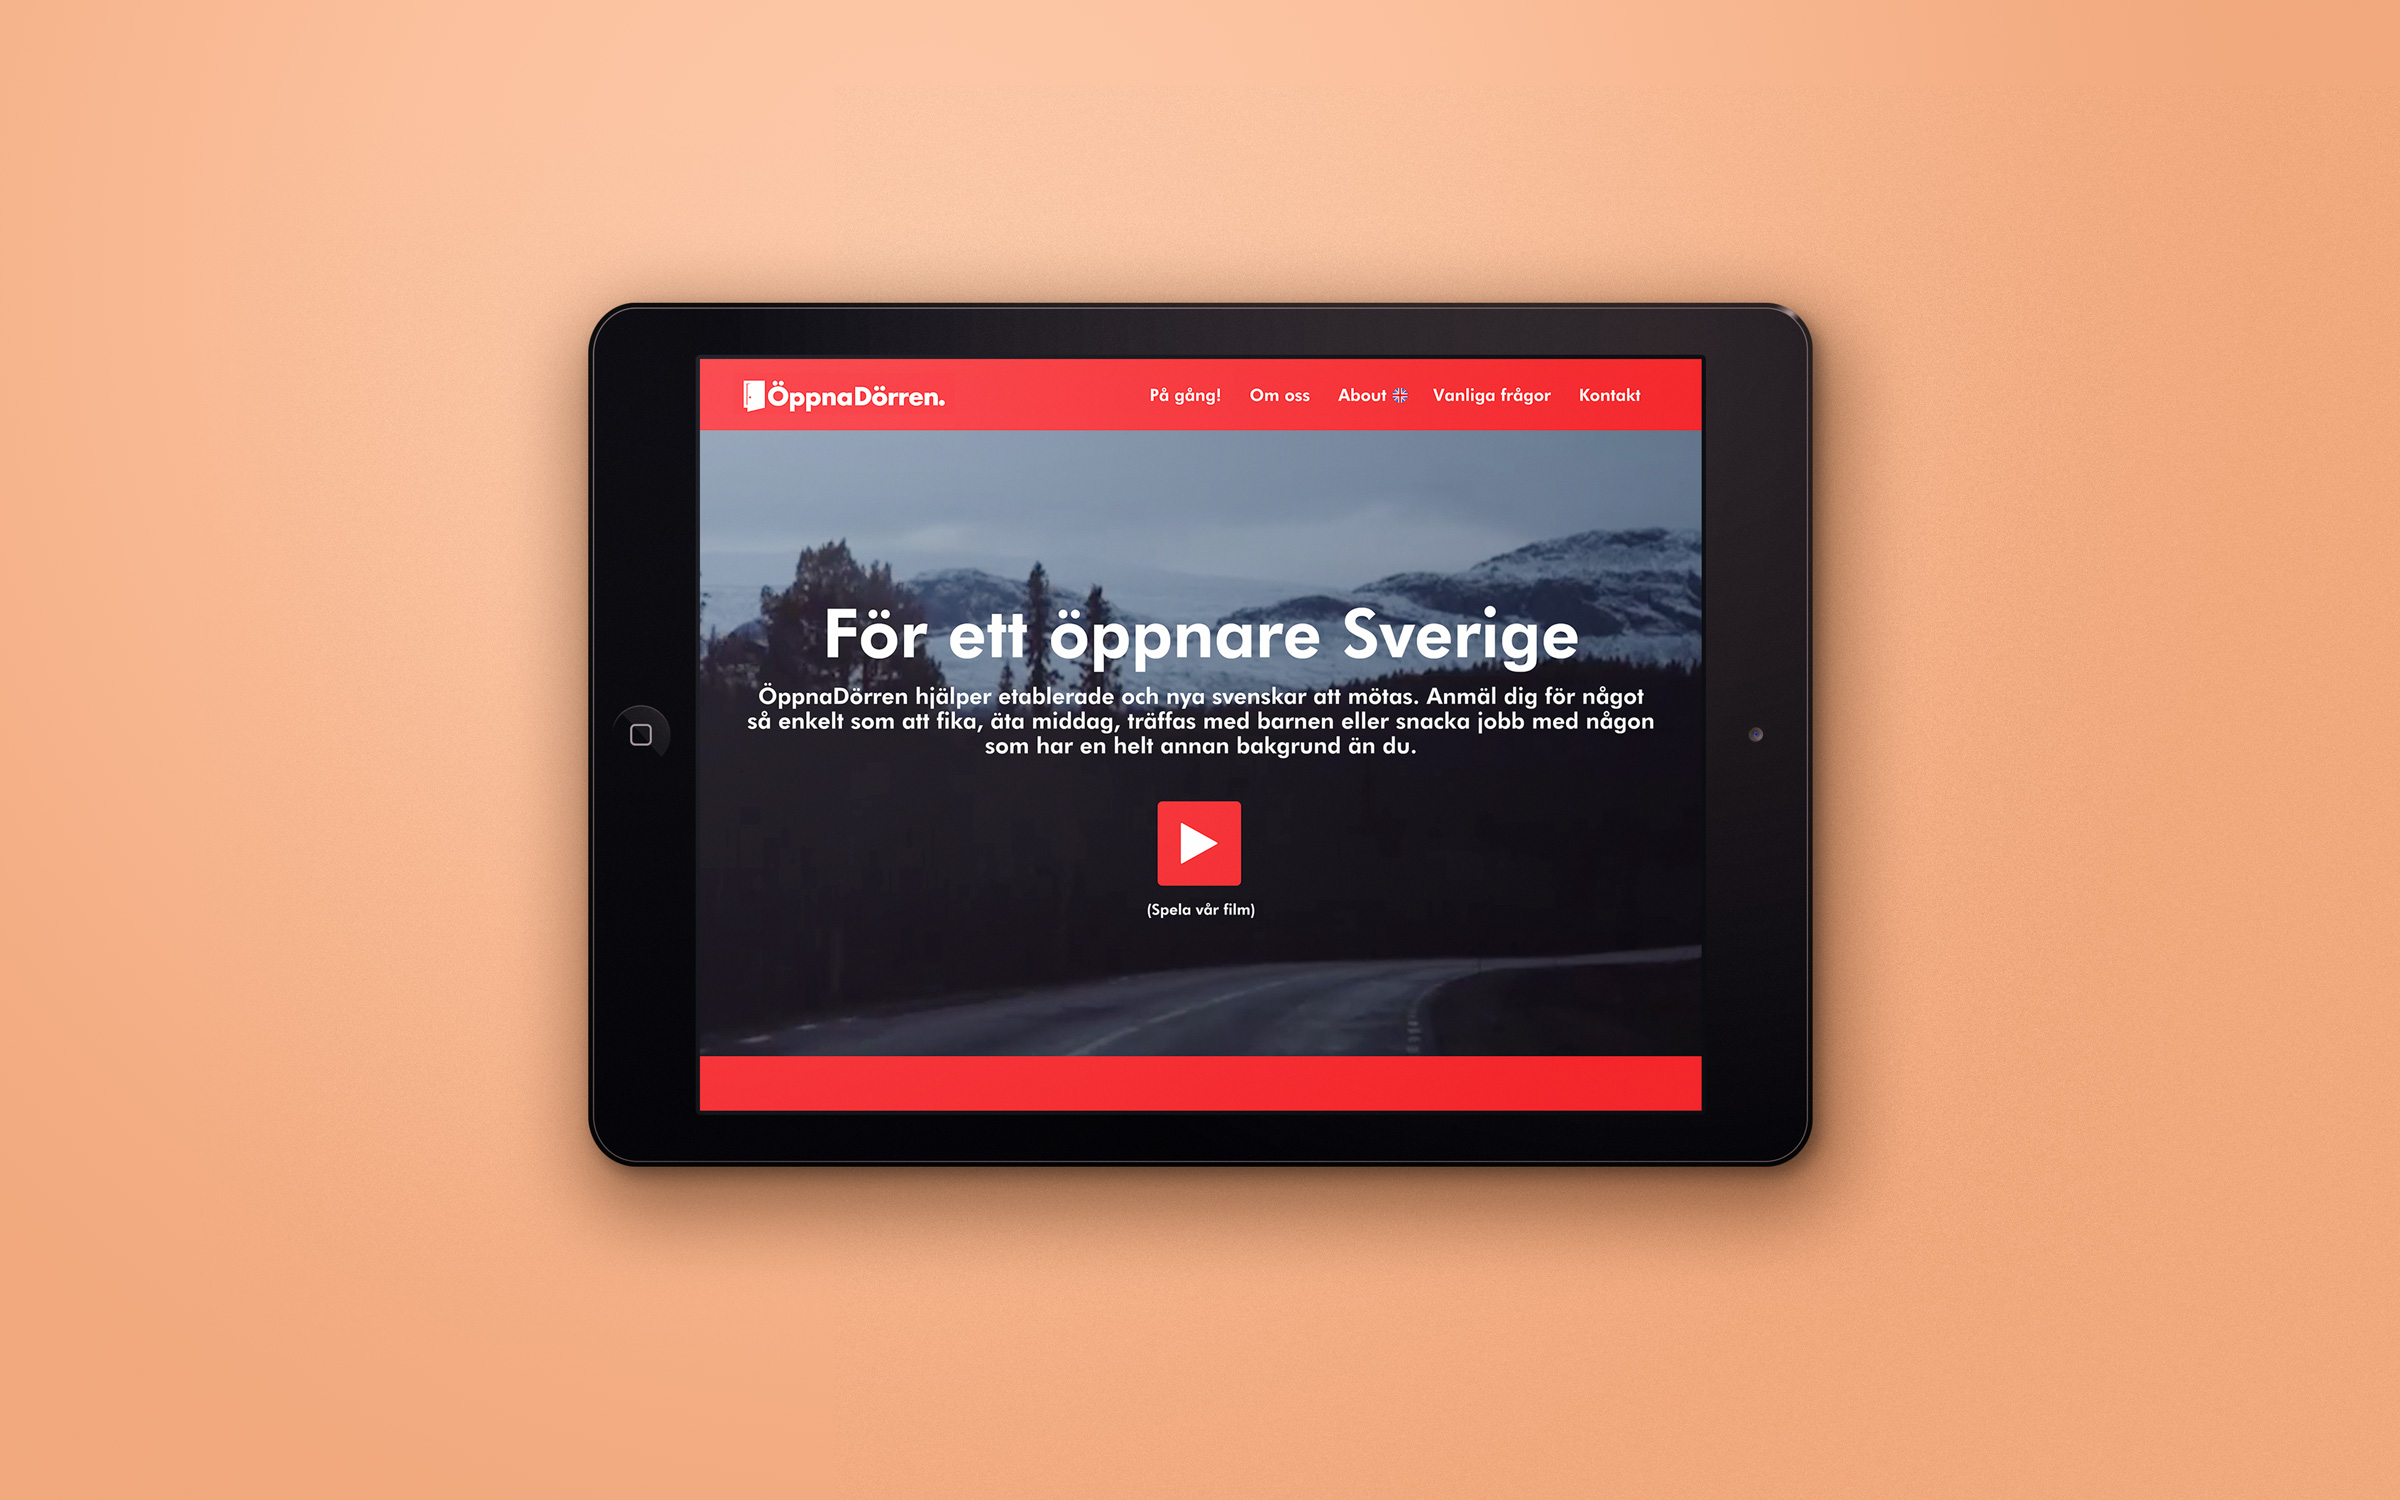 ÖppnaDörren.
På gång! Om oss About Vanliga frågor Kontakt
För ett öppnare Sverige
ÖppnaDörren hjälper etablerade och nya svenskar att mötas. Anmäl dig för något
så enkelt som att fika, äta middag, träffas med barnen eller snacka jobb med någon
som har en helt annan bakgrund än du.
(Spela vår film)